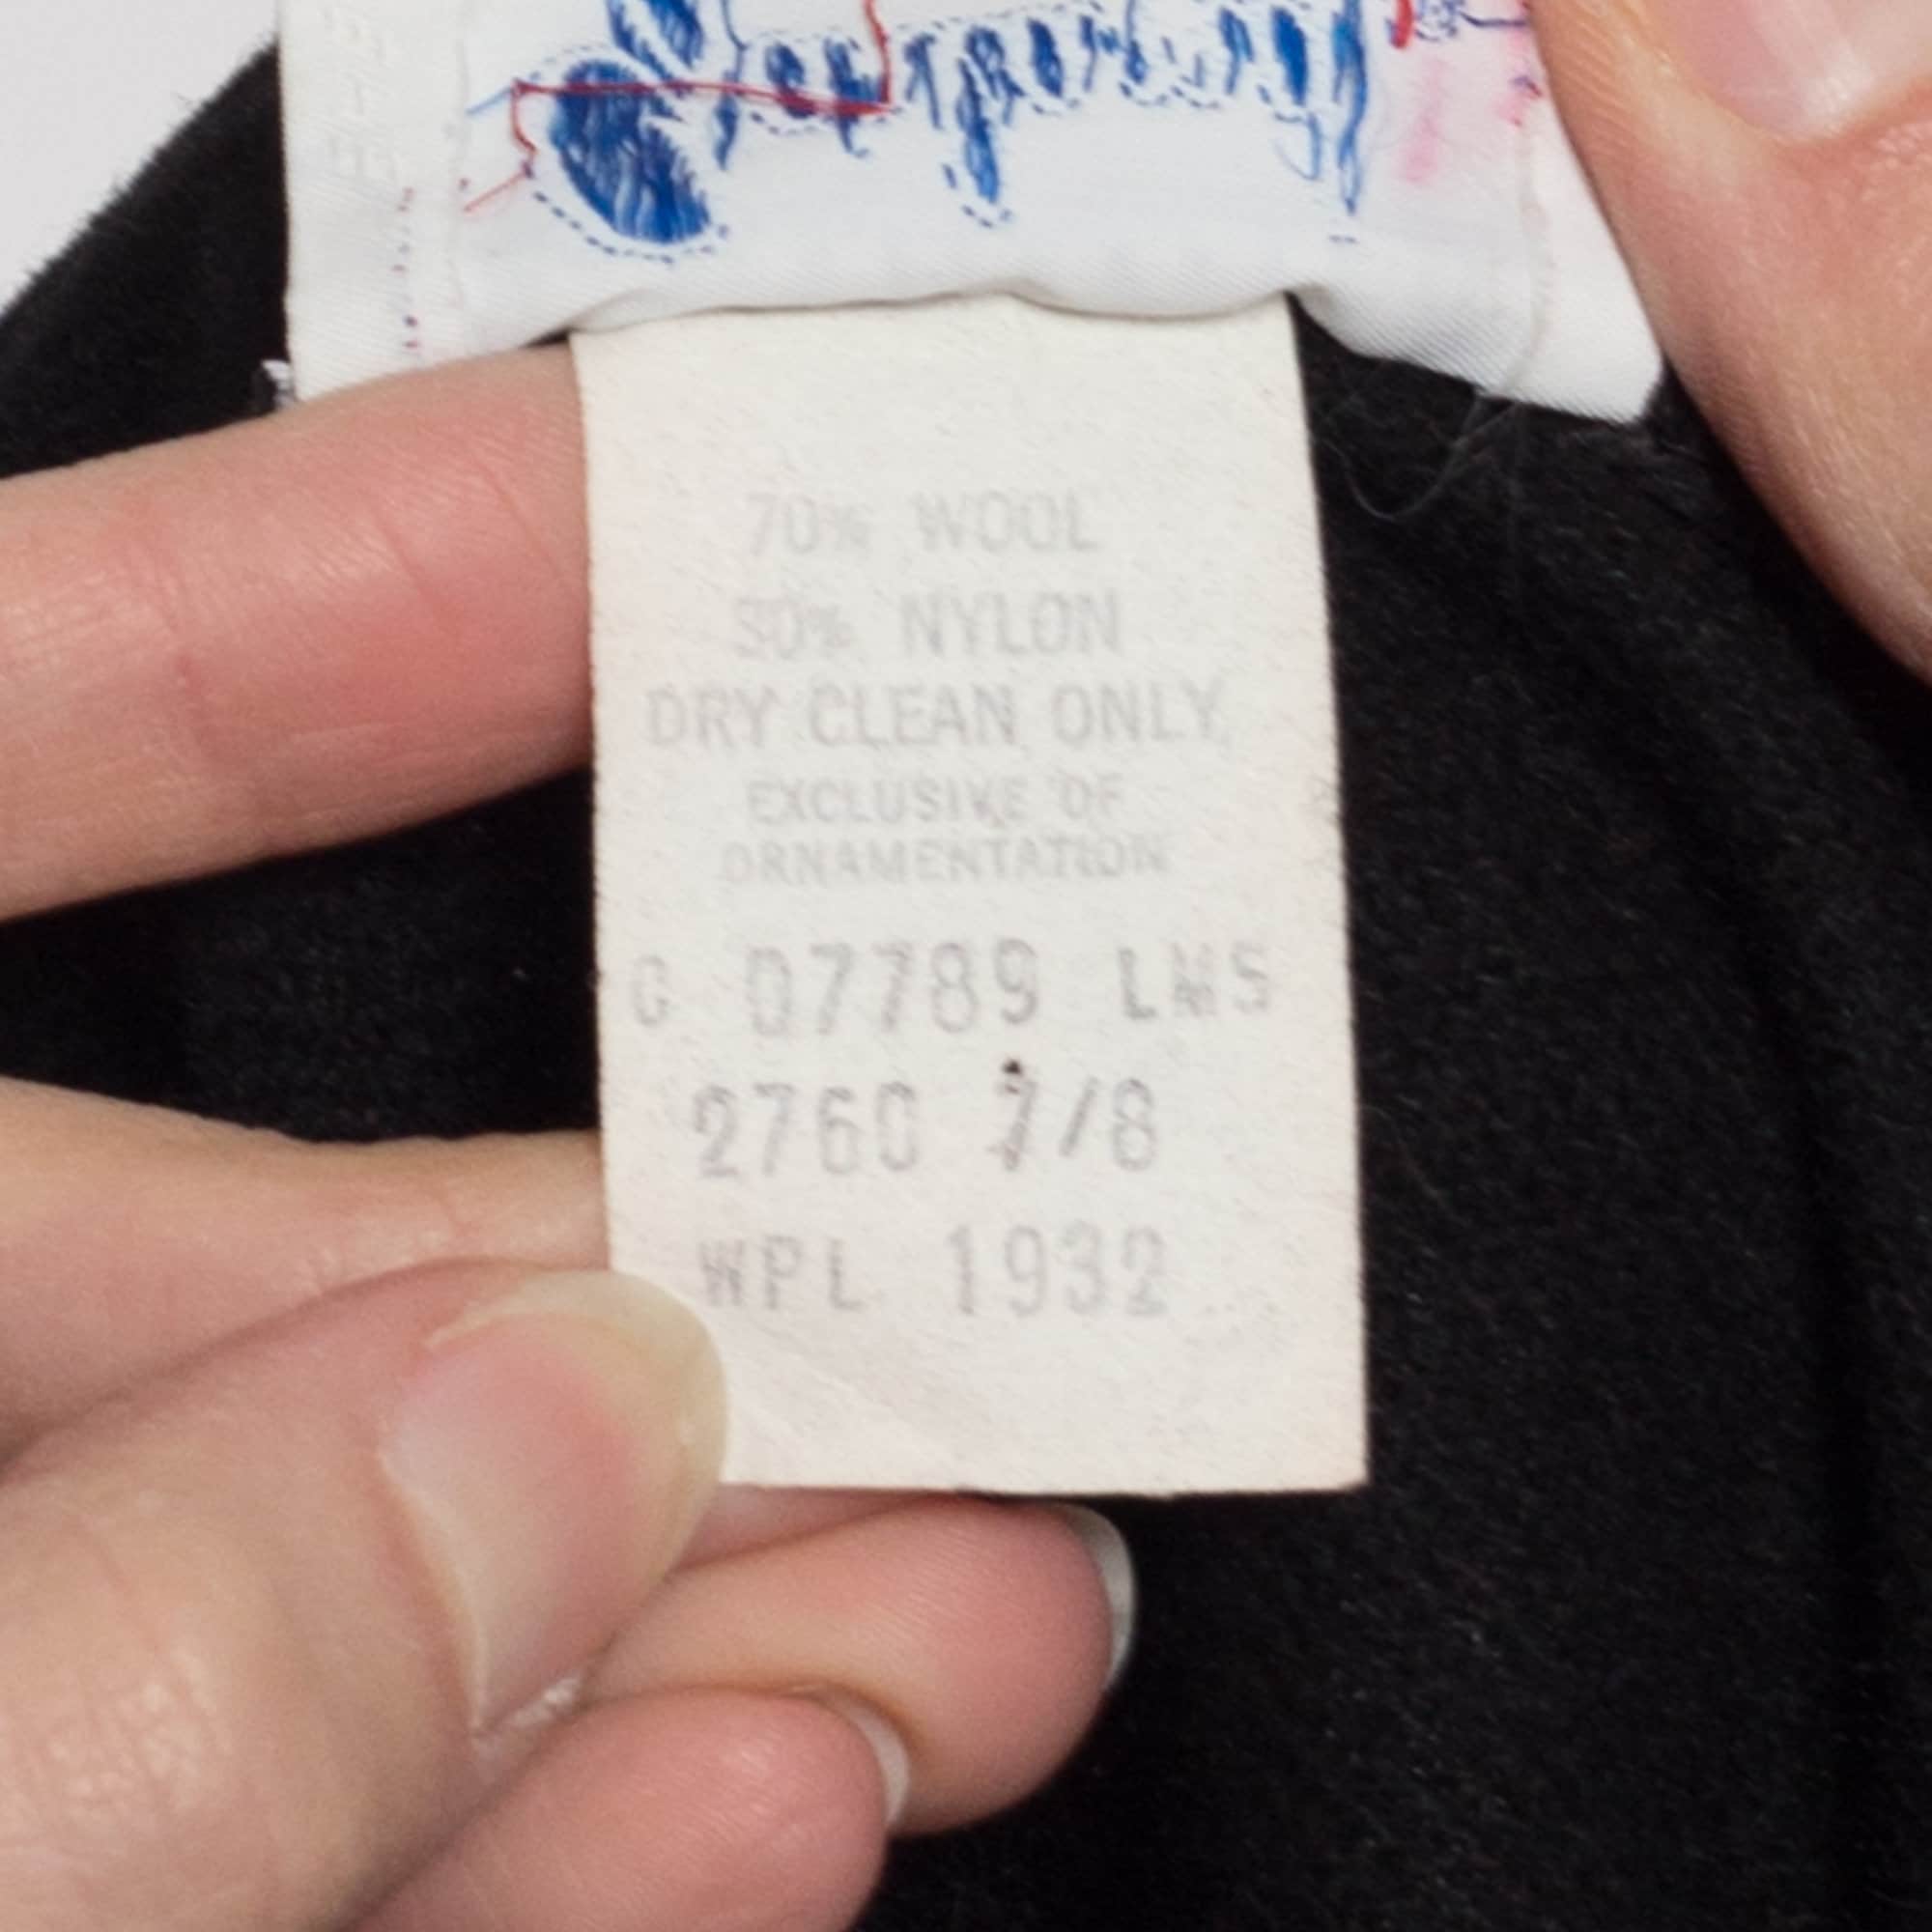 70% WOOL
30% NYLON
DRY CLEAN ONLY
EXCLUSIVE OF
ORNAMENTATION
07789 LMS
2760 7/8
WPL 1932